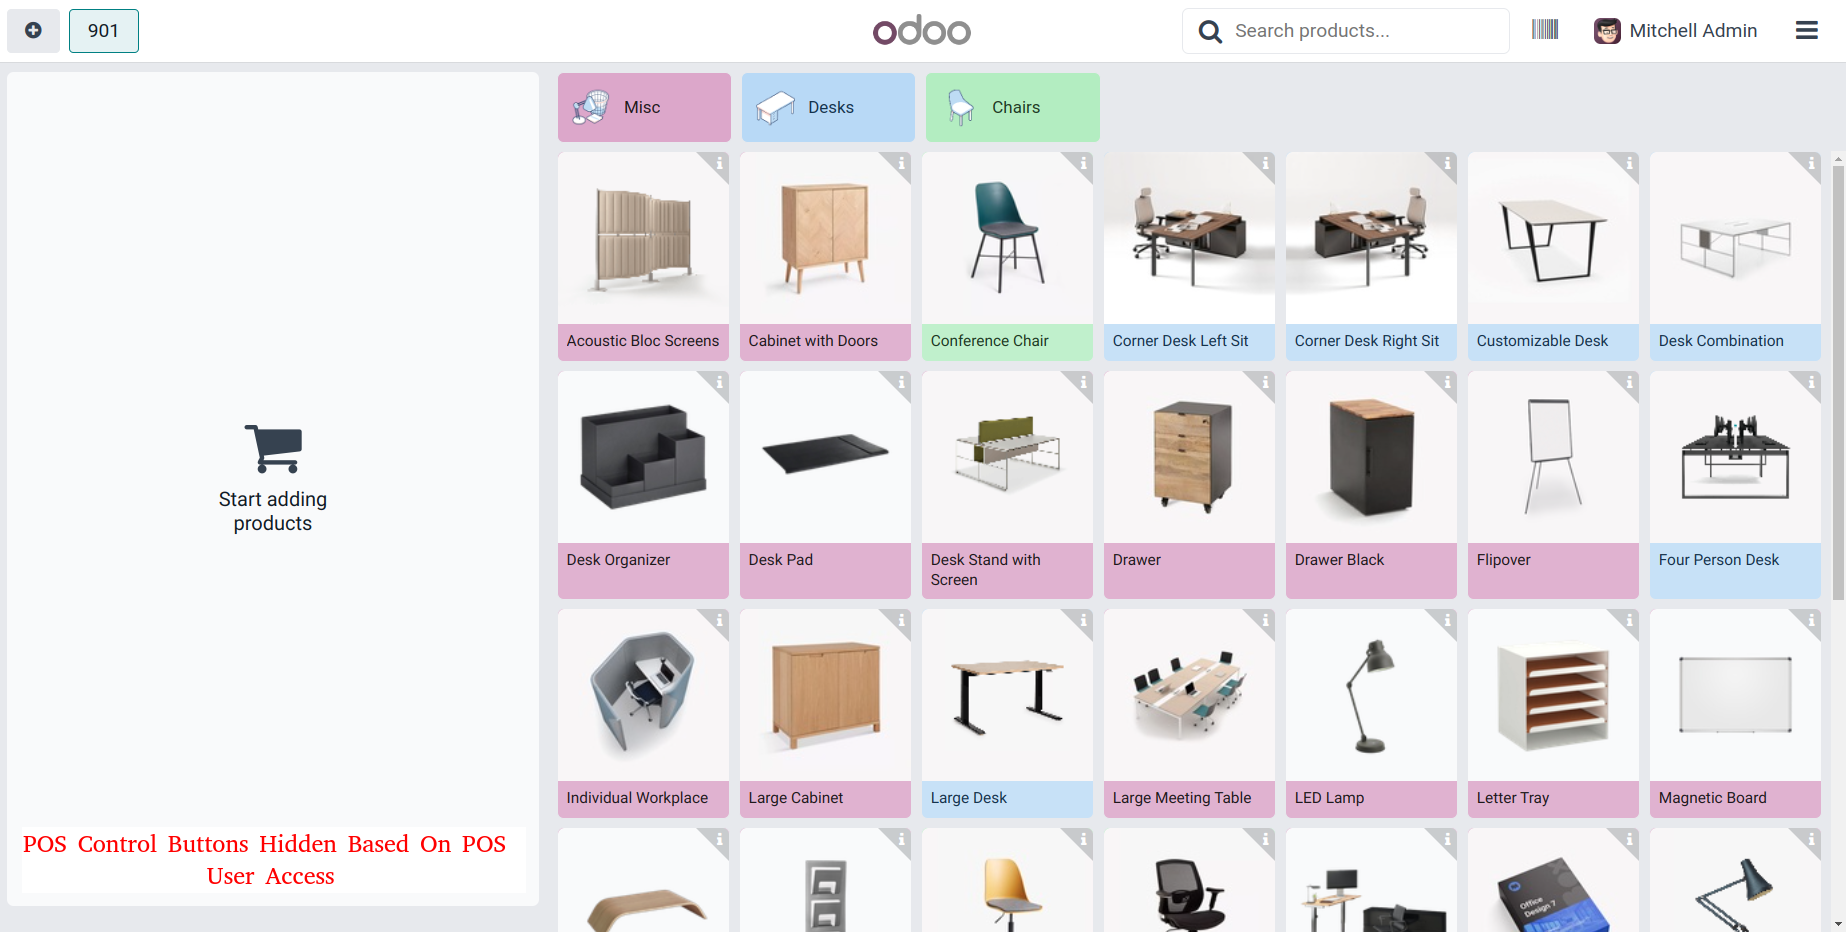 901
odoo
Search products...
Mitchell Admin
Misc
Desks
Chairs
Start adding
products
POS Control Buttons Hidden Based On POS
User Access
Acoustic Bloc Screens
Cabinet with Doors
Conference Chair
Corner Desk Left Sit
Corner Desk Right Sit
Customizable Desk
Desk Combination
Desk Organizer
Desk Pad
Desk Stand with
Screen
Drawer
Drawer Black
Flipover
Four Person Desk
Individual Workplace
Large Cabinet
Large Desk
Large Meeting Table
LED Lamp
Letter Tray
Magnetic Board
Office
Design 7